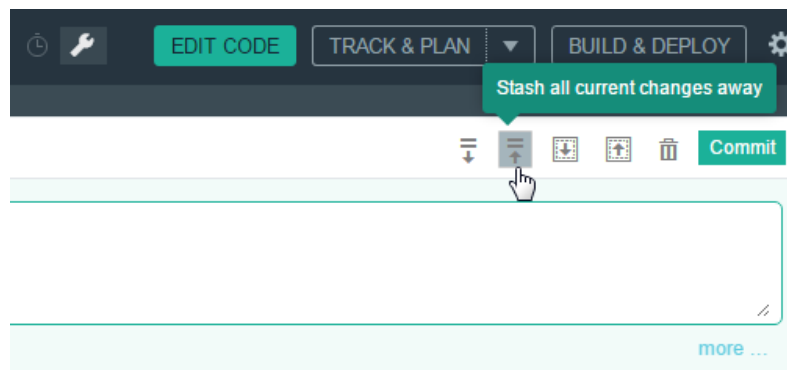 EDIT CODE TRACK & PLAN BUILD & DEPLOY
Stash all current changes away
Commit
more ...